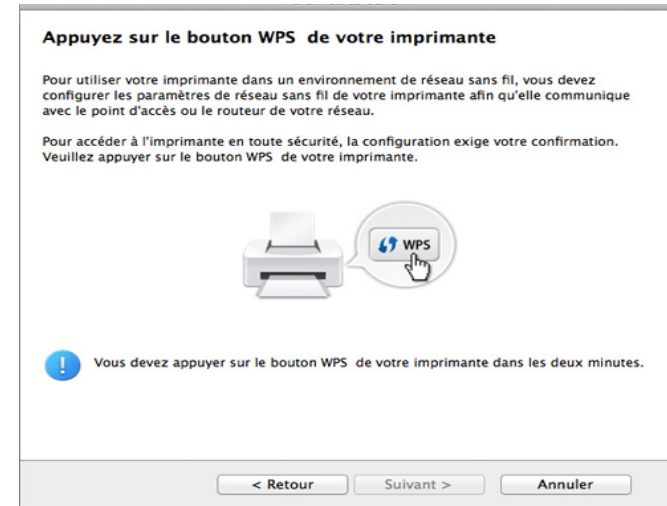 Appuyez sur le bouton WPS  de votre imprimante
Pour utiliser votre imprimante dans un environnement de réseau sans fil, vous devez
configurer les paramètres de réseau sans fil de votre imprimante afin qu'elle communique
avec le point d'accès ou le routeur de votre réseau.
Pour accéder à l'imprimante en toute sécurité, la configuration exige votre confirmation.
Veuillez appuyer sur le bouton WPS  de votre imprimante.
WPS
Vous devez appuyer sur le bouton WPS  de votre imprimante dans les deux minutes.
< Retour
Suivant >
Annuler